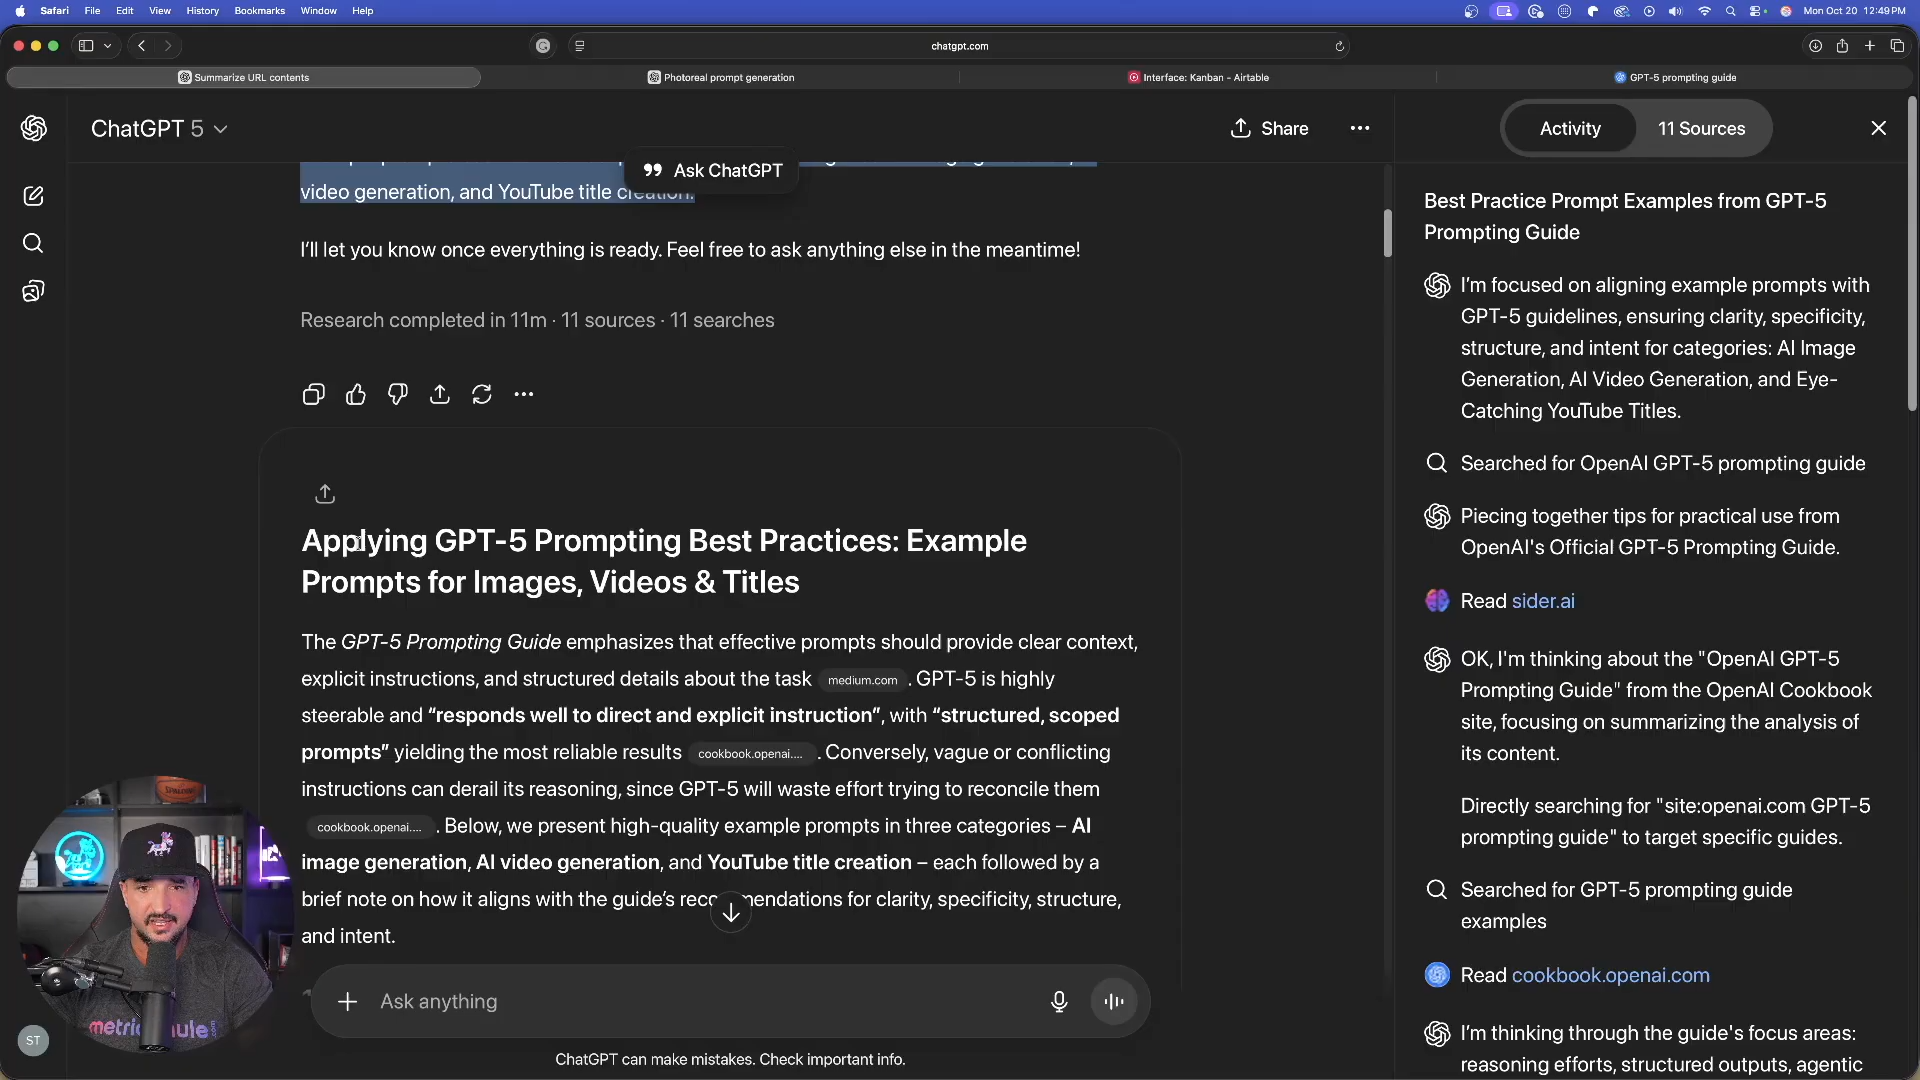 Safari File Edit View History Bookmarks Window Help Mon Oct 20 12:49 PM
chatgpt.com
Summarize URL contents
Photoreal prompt generation
Interface: Kanban - Airtable
GPT-5 prompting guide
ChatGPT 5
Share
Ask ChatGPT
video generation, and YouTube title creation.
I'll let you know once everything is ready. Feel free to ask anything else in the meantime!
Research completed in 11m · 11 sources · 11 searches
Applying GPT-5 Prompting Best Practices: Example
Prompts for Images, Videos & Titles
The GPT-5 Prompting Guide emphasizes that effective prompts should provide clear context,
explicit instructions, and structured details about the task medium.com . GPT-5 is highly
steerable and “responds well to direct and explicit instruction”, with “structured, scoped
prompts” yielding the most reliable results cookbook.openai.... . Conversely, vague or conflicting
instructions can derail its reasoning, since GPT-5 will waste effort trying to reconcile them
cookbook.openai.... . Below, we present high-quality example prompts in three categories – AI
image generation, AI video generation, and YouTube title creation – each followed by a
brief note on how it aligns with the guide's recommendations for clarity, specificity, structure,
and intent.
Ask anything
ChatGPT can make mistakes. Check important info.
ST
SPALDING
metricmule.com
Activity
11 Sources
Best Practice Prompt Examples from GPT-5
Prompting Guide
I'm focused on aligning example prompts with
GPT-5 guidelines, ensuring clarity, specificity,
structure, and intent for categories: AI Image
Generation, AI Video Generation, and Eye-
Catching YouTube Titles.
Searched for OpenAI GPT-5 prompting guide
Piecing together tips for practical use from
OpenAI's Official GPT-5 Prompting Guide.
Read sider.ai
OK, I'm thinking about the "OpenAI GPT-5
Prompting Guide" from the OpenAI Cookbook
site, focusing on summarizing the analysis of
its content.
Directly searching for "site:openai.com GPT-5
prompting guide" to target specific guides.
Searched for GPT-5 prompting guide
examples
Read cookbook.openai.com
I'm thinking through the guide's focus areas:
reasoning efforts, structured outputs, agentic